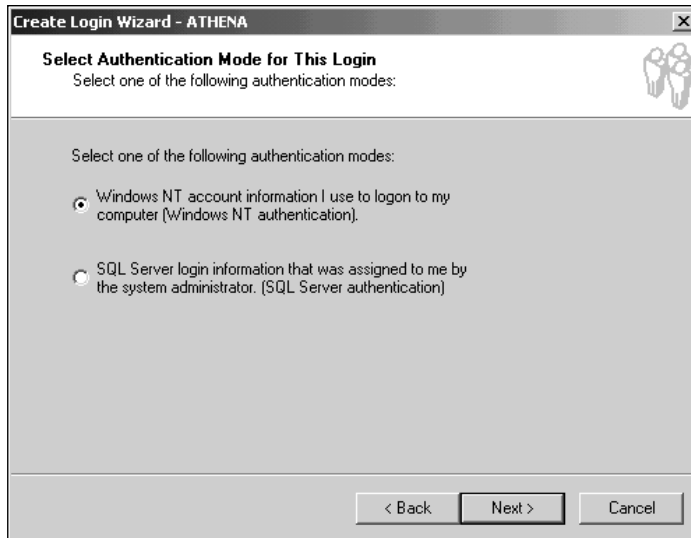 Create Login Wizard - ATHENA
Select Authentication Mode for This Login
Select one of the following authentication modes:
Select one of the following authentication modes:
Windows NT account information I use to logon to my
computer (Windows NT authentication).
SQL Server login information that was assigned to me by
the system administrator. (SQL Server authentication)
< Back
Next >
Cancel